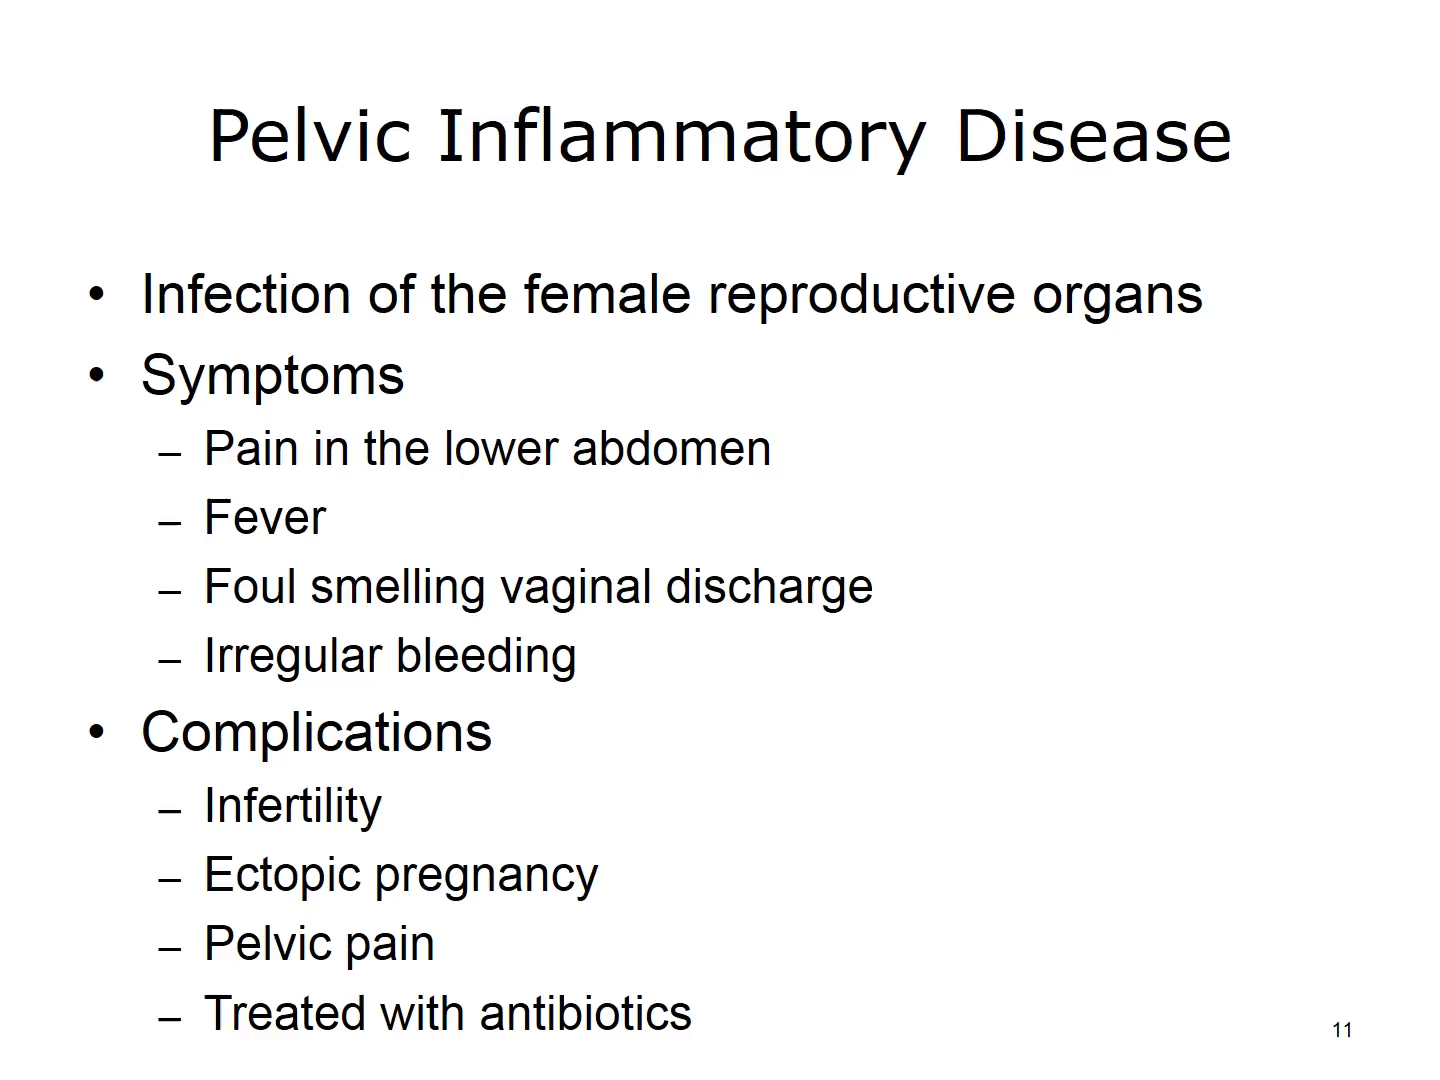 Pelvic Inflammatory Disease
• Infection of the female reproductive organs
• Symptoms
– Pain in the lower abdomen
– Fever
– Foul smelling vaginal discharge
– Irregular bleeding
• Complications
– Infertility
– Ectopic pregnancy
– Pelvic pain
– Treated with antibiotics
11